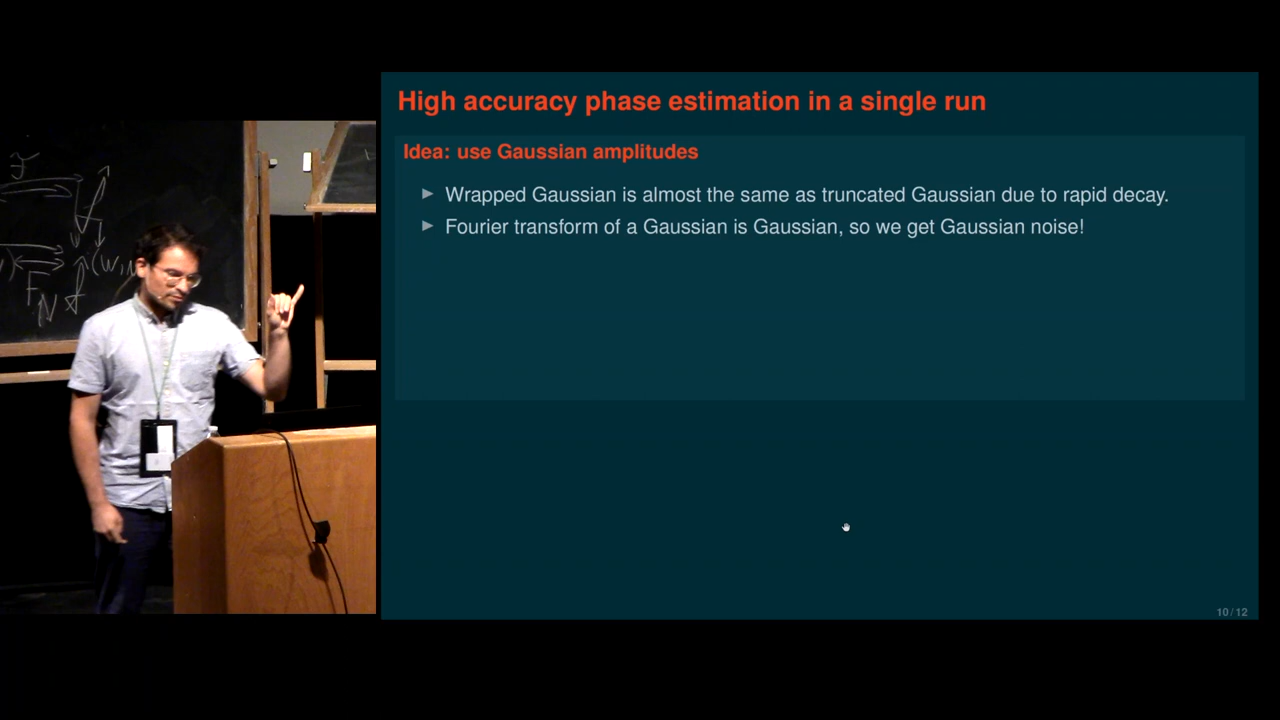 High accuracy phase estimation in a single run
Idea: use Gaussian amplitudes
Wrapped Gaussian is almost the same as truncated Gaussian due to rapid decay.
Fourier transform of a Gaussian is Gaussian, so we get Gaussian noise!
10 / 12
F
N